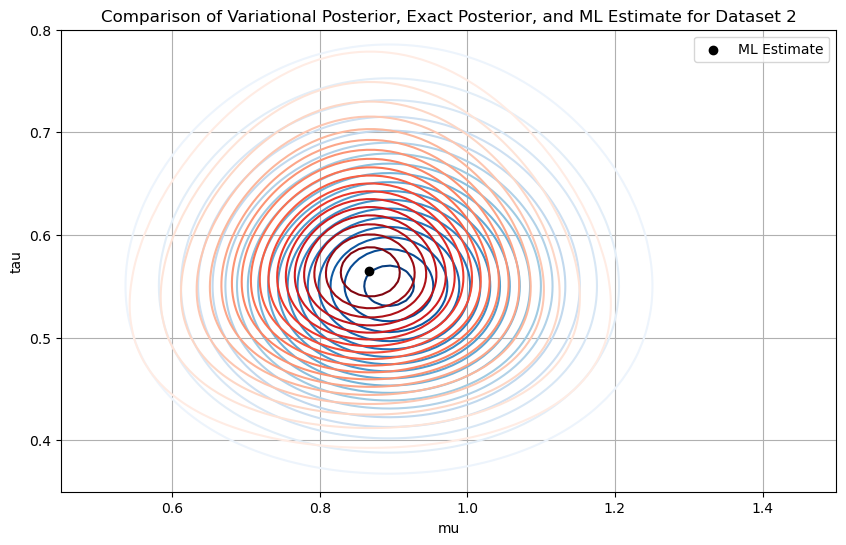 Comparison of Variational Posterior, Exact Posterior, and ML Estimate for Dataset 2
ML Estimate
tau
0.8
0.7
0.6
0.5
0.4
0.6 0.8 1.0 1.2 1.4
mu